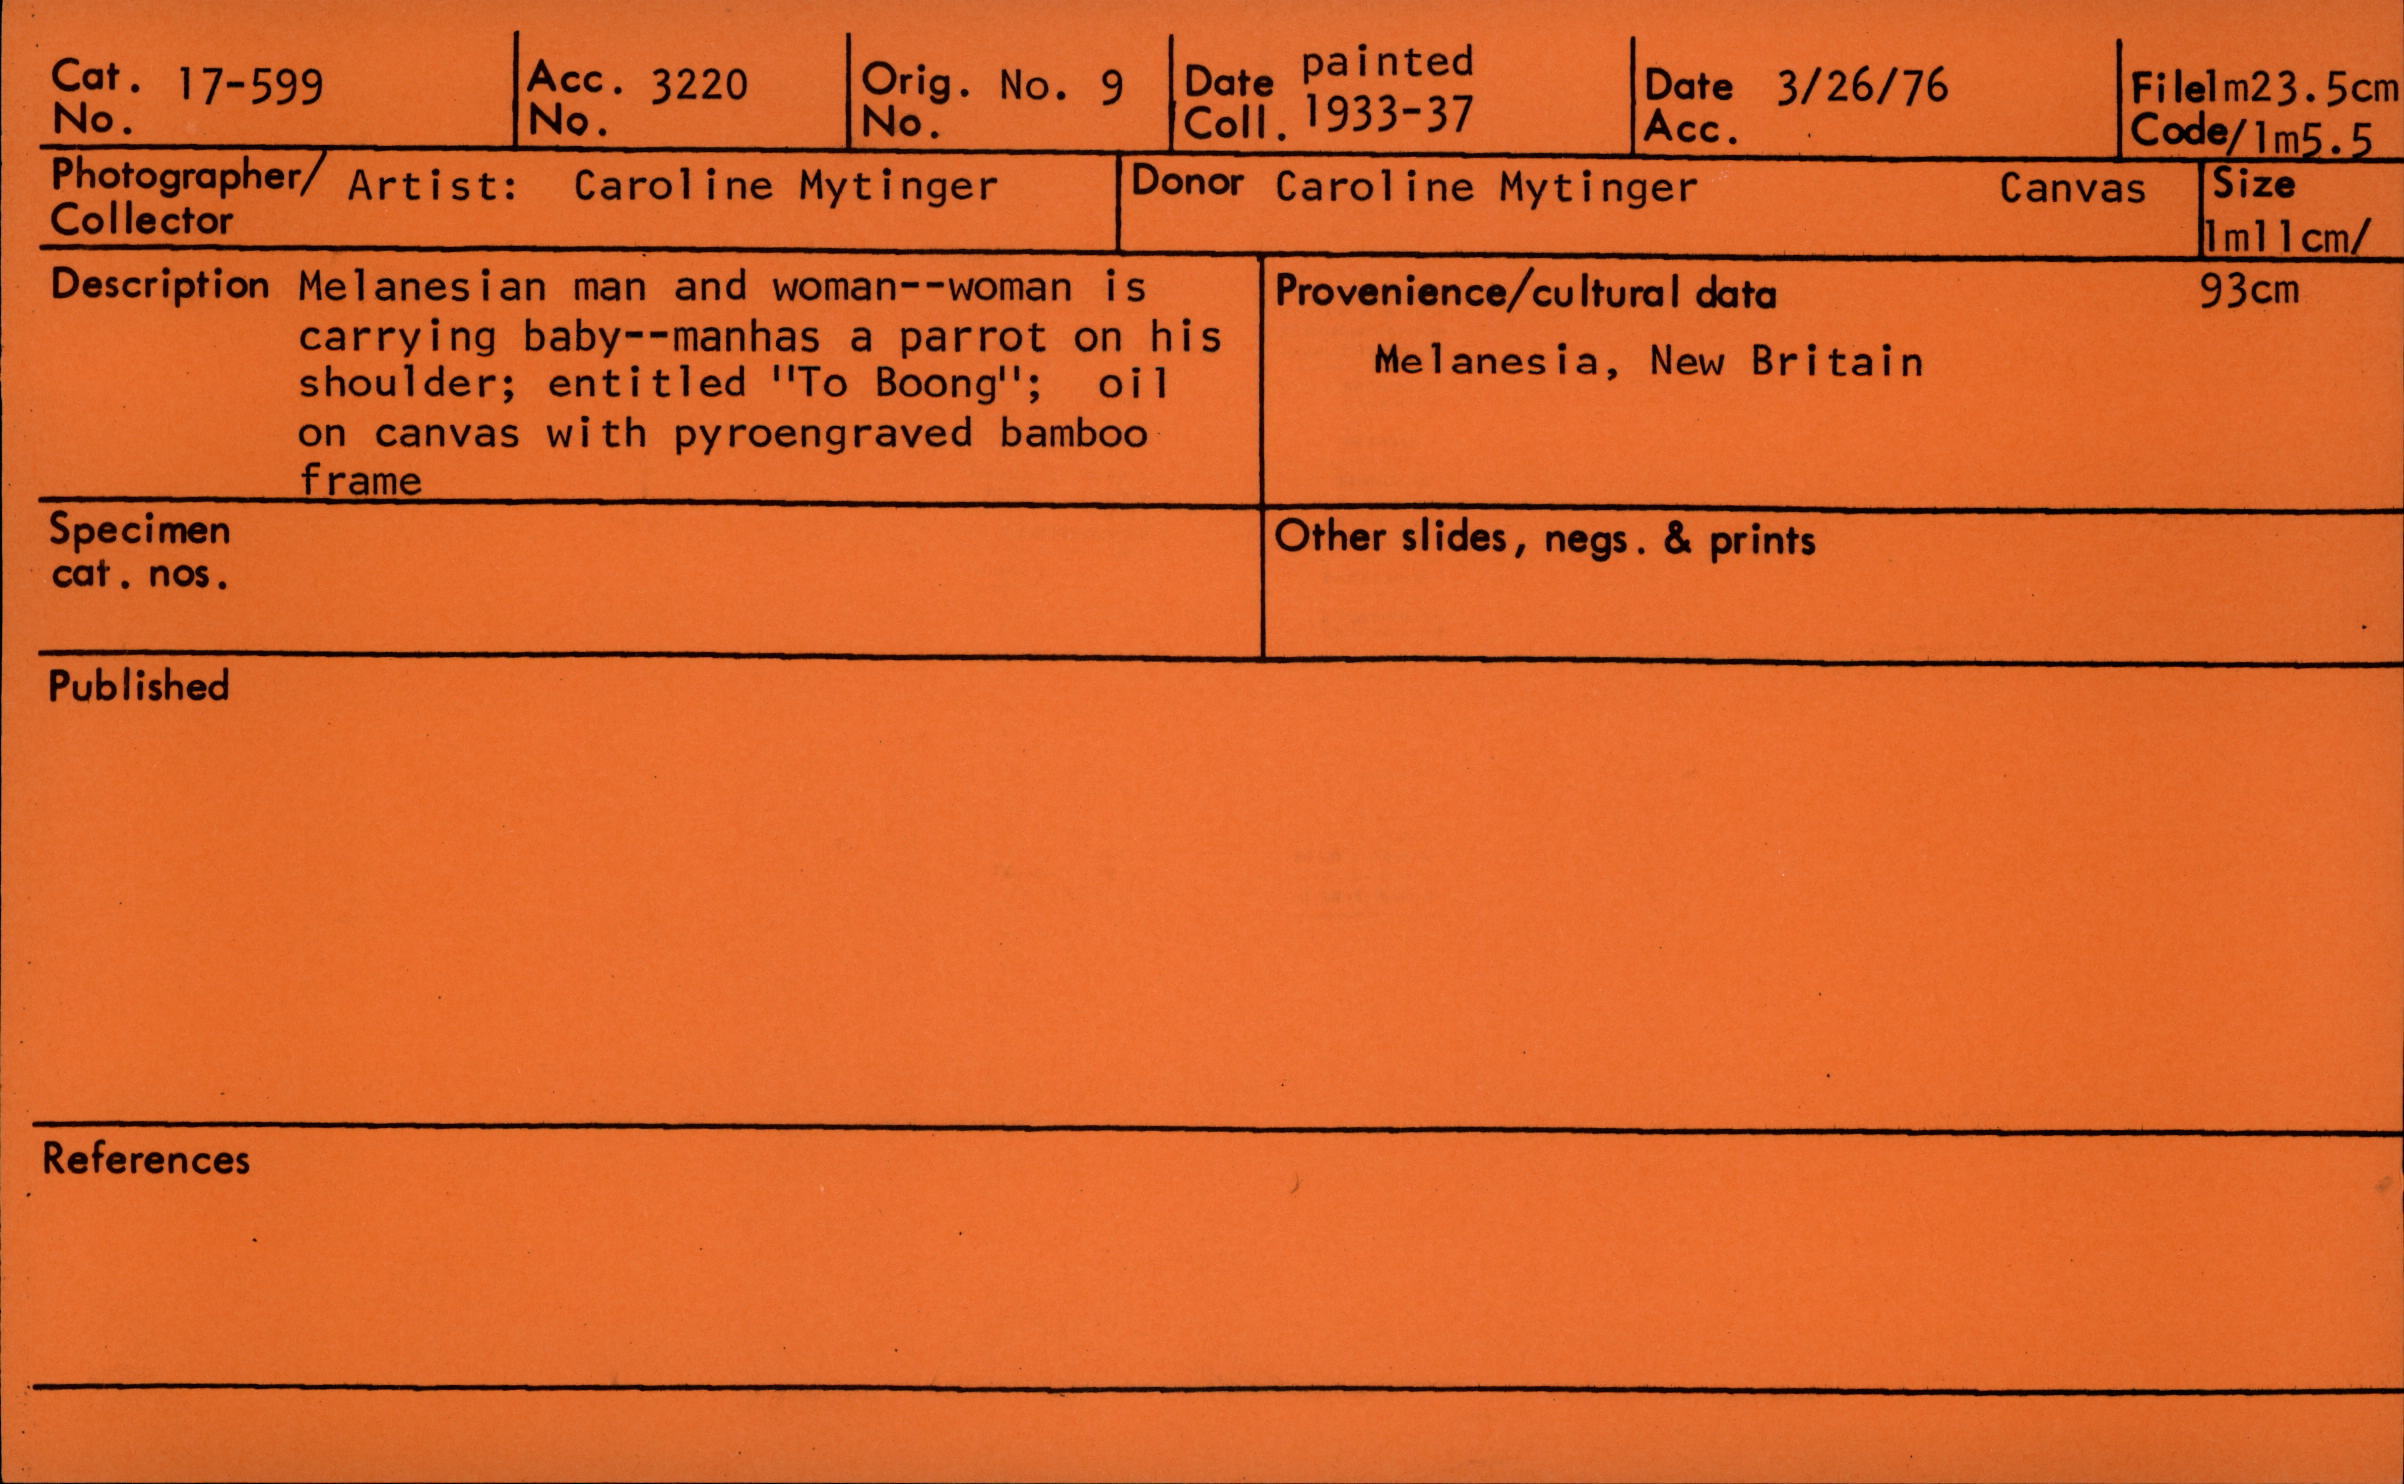 Cat. No. 17-599
Acc. No. 3220
Orig. No. No. 9
Date Coll. painted 1933-37
Date Acc. 3/26/76
File 1m23.5cm
Code/1m5.5
Photographer/ Collector Artist: Caroline Mytinger
Donor Caroline Mytinger
Canvas
Size
1m11cm/
93cm
Description Melanesian man and woman--woman is
carrying baby--manhas a parrot on his
shoulder; entitled "To Boong"; oil
on canvas with pyroengraved bamboo
frame
Provenience/cultural data
Melanesia, New Britain
Specimen
cat. nos.
Other slides, negs. & prints
Published
References